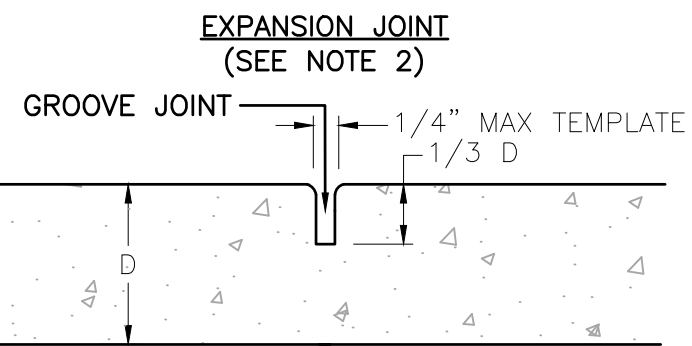 EXPANSION JOINT
(SEE NOTE 2)
GROOVE JOINT
1/4” MAX TEMPLATE
1/3 D
D